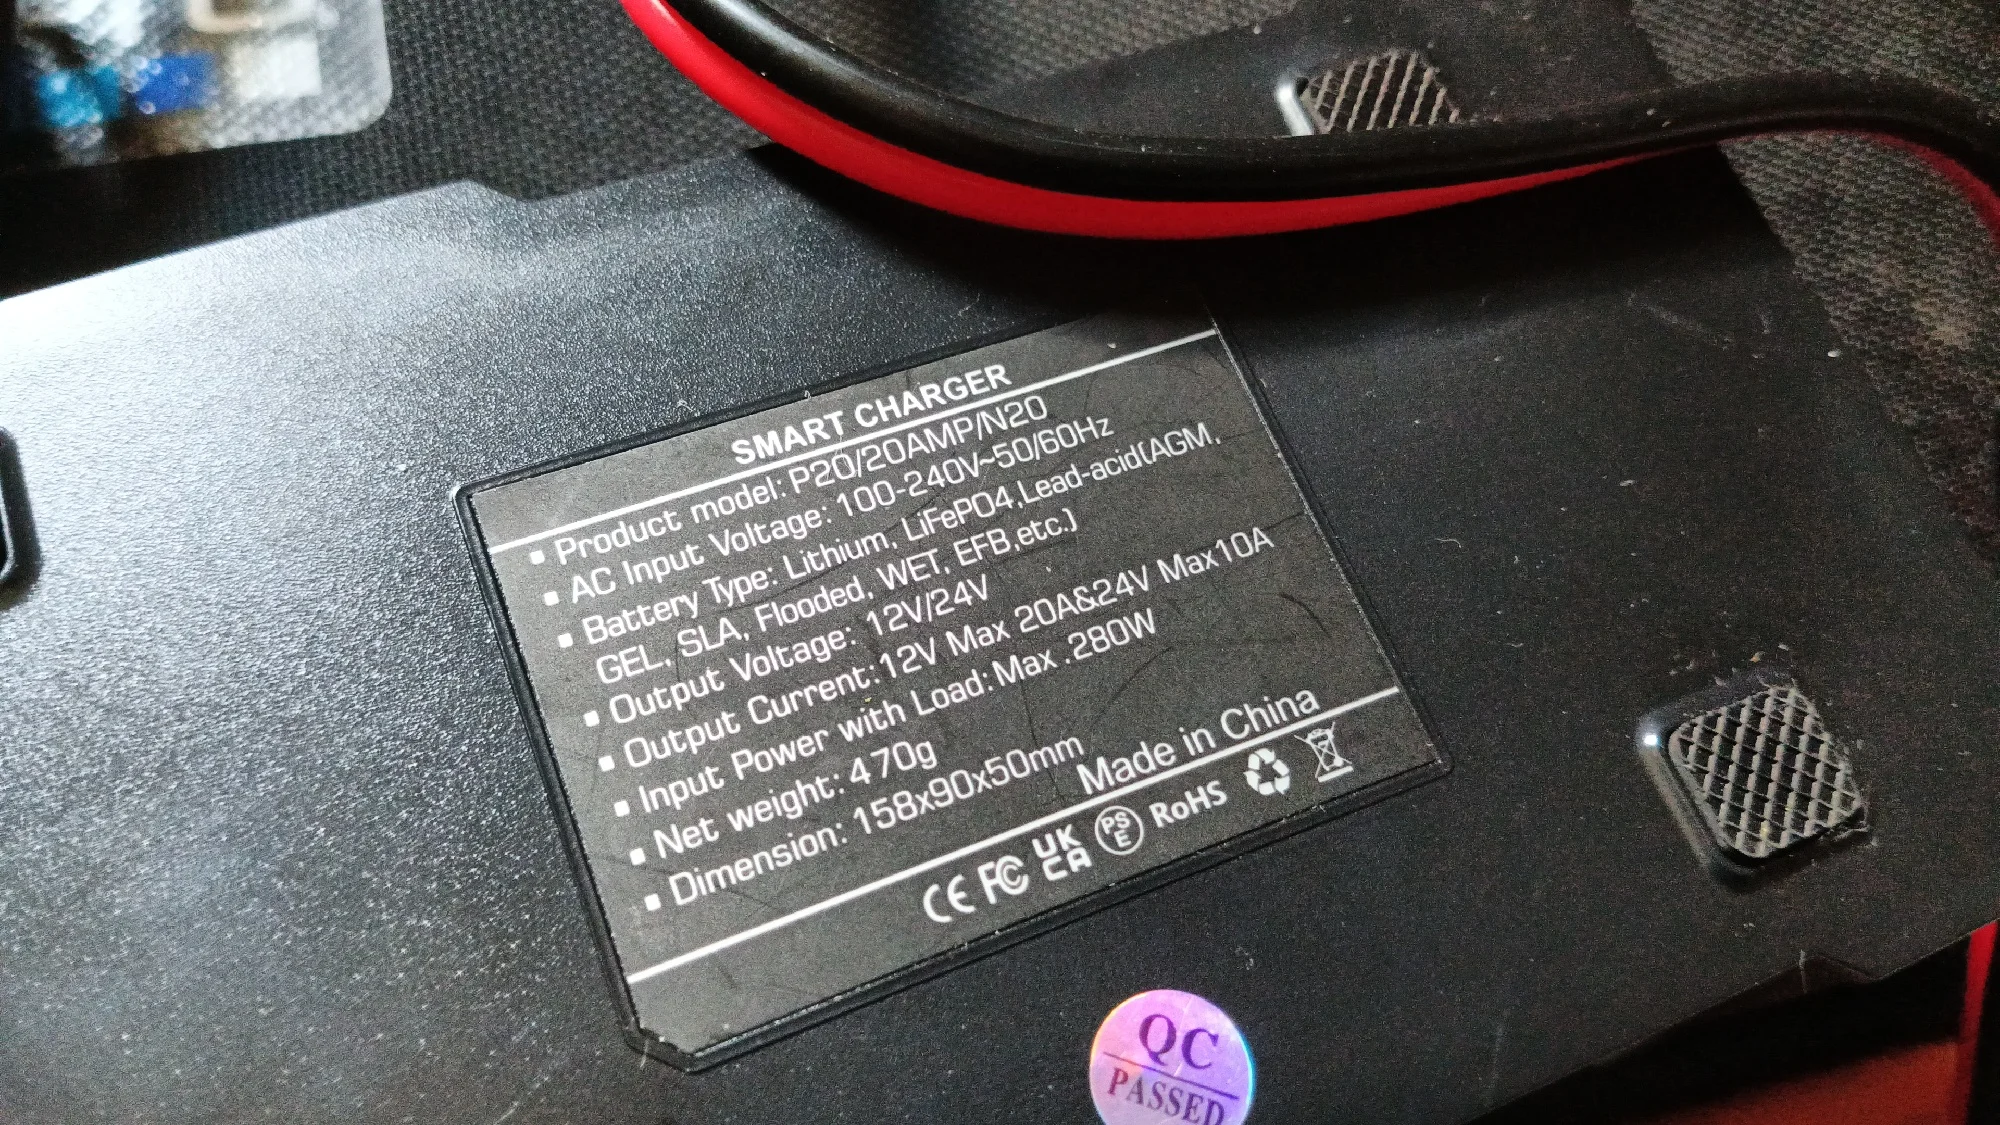 SMART CHARGER
▪ Product model: P20/20AMP/N20
▪ AC Input Voltage: 100-240V~50/60Hz
▪ Battery Type: Lithium, LiFePO4,Lead-acid(AGM,
GEL, SLA, Flooded, WET, EFB,etc.)
▪ Output Voltage: 12V/24V
▪ Output Current:12V Max 20A&24V Max10A
▪ Input Power with Load:Max .280W
▪ Net weight:470g
▪ Dimension: 158x90x50mm
Made in China
CE FC UKCA PSE RoHS
QC
PASSED